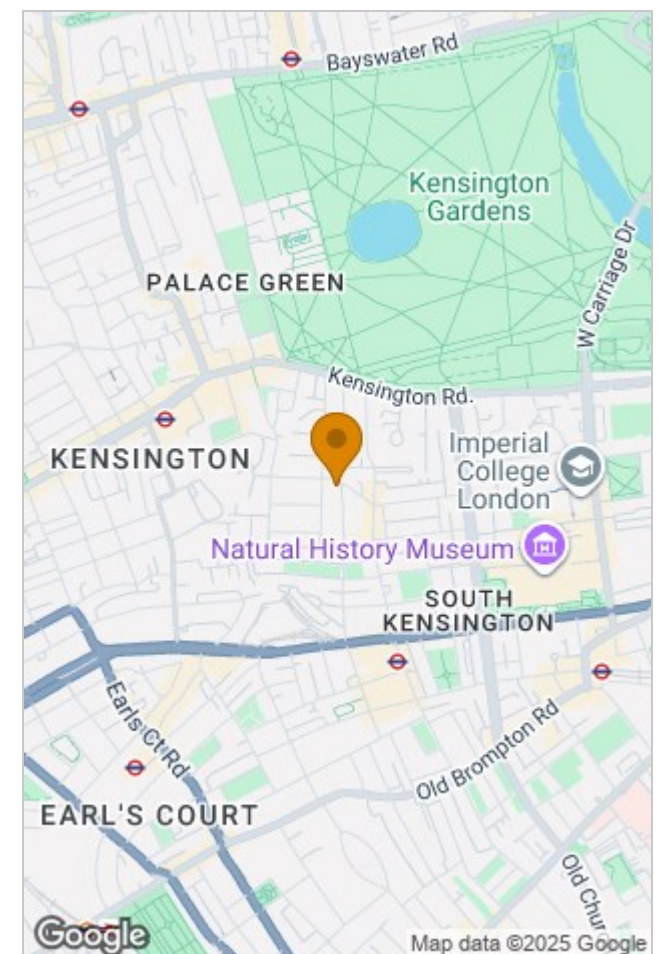 Bayswater Rd
Kensington
Gardens
W Carriage Dr
PALACE GREEN
Kensington Rd.
KENSINGTON
Imperial
College
London
Natural History Museum
SOUTH
KENSINGTON
Earls Ct Rd
Old Brompton Rd
EARL'S COURT
Old Chur
Google
Map data ©2025 Google